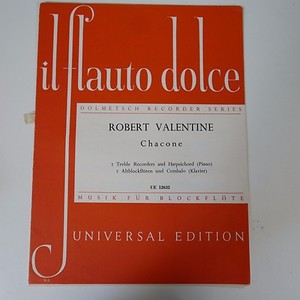 il flauto dolce
DOLMETSCH RECORDER SERIES
ROBERT VALENTINE
Chacone
2 Treble Recorders and Harpsichord (Piano)
2 Altblockflöten und Cembalo (Klavier)
UE 12632
MUSIK FÜR BLOCKFLÖTE
UNIVERSAL EDITION